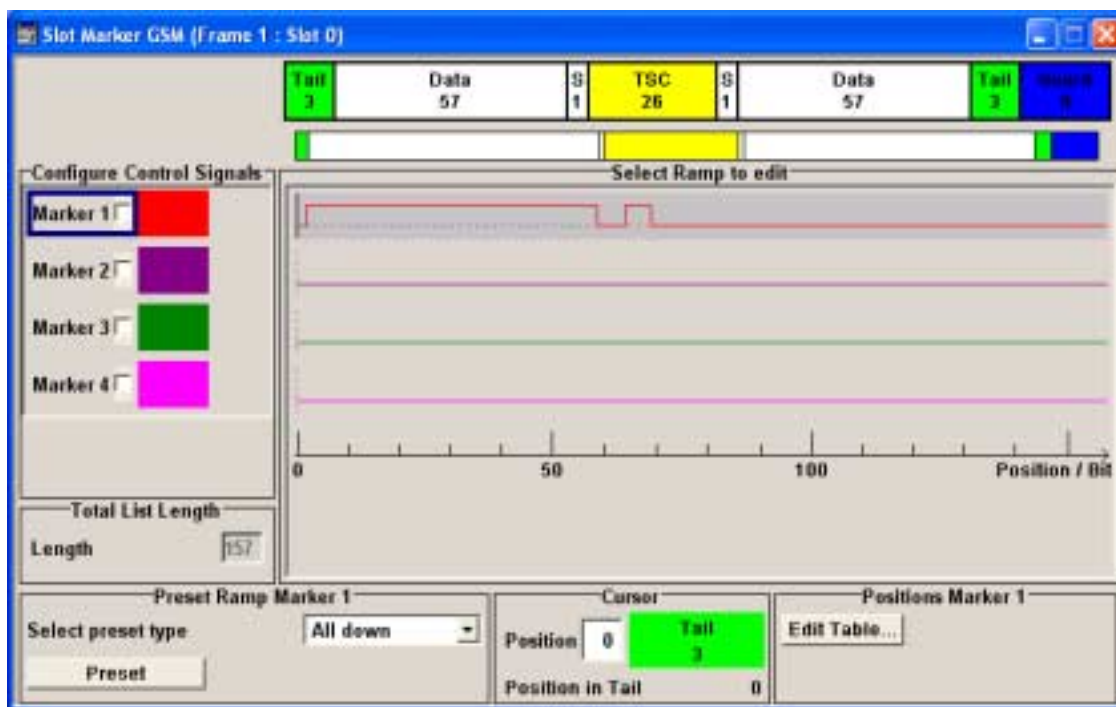 Slot Marker GSM (Frame 1 : Slot 0)
Tail Data S TSC S Data Tail Guard
3 57 1 26 1 57 3
Configure Control Signals
Select Ramp to edit
Marker 1
Marker 2
Marker 3
Marker 4
0 50 100 Position / Bit
Total List Length
Length 157
Preset Ramp Marker 1
Select preset type All down
Preset
Cursor
Position 0 Tail
3
Position in Tail 0
Positions Marker 1
Edit Table...